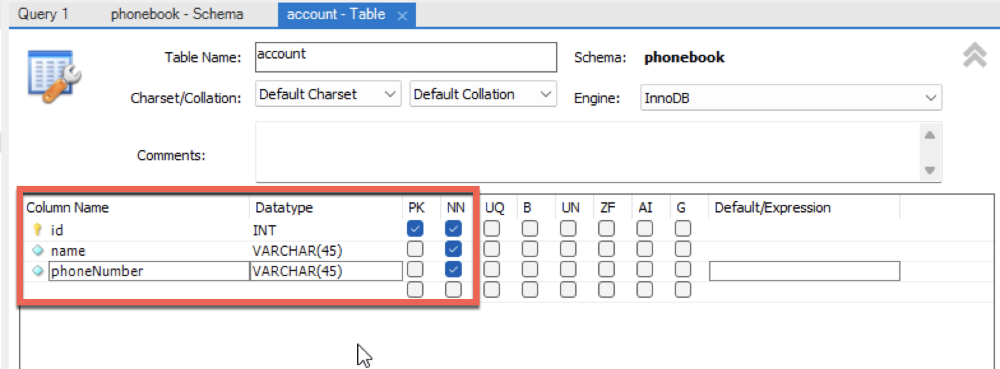 Query 1 phonebook - Schema account - Table
Table Name: account Schema: phonebook
Charset/Collation: Default Charset Default Collation Engine: InnoDB
Comments:
Column Name Datatype PK NN UQ B UN ZF AI G Default/Expression
id INT
name VARCHAR(45)
phoneNumber VARCHAR(45)